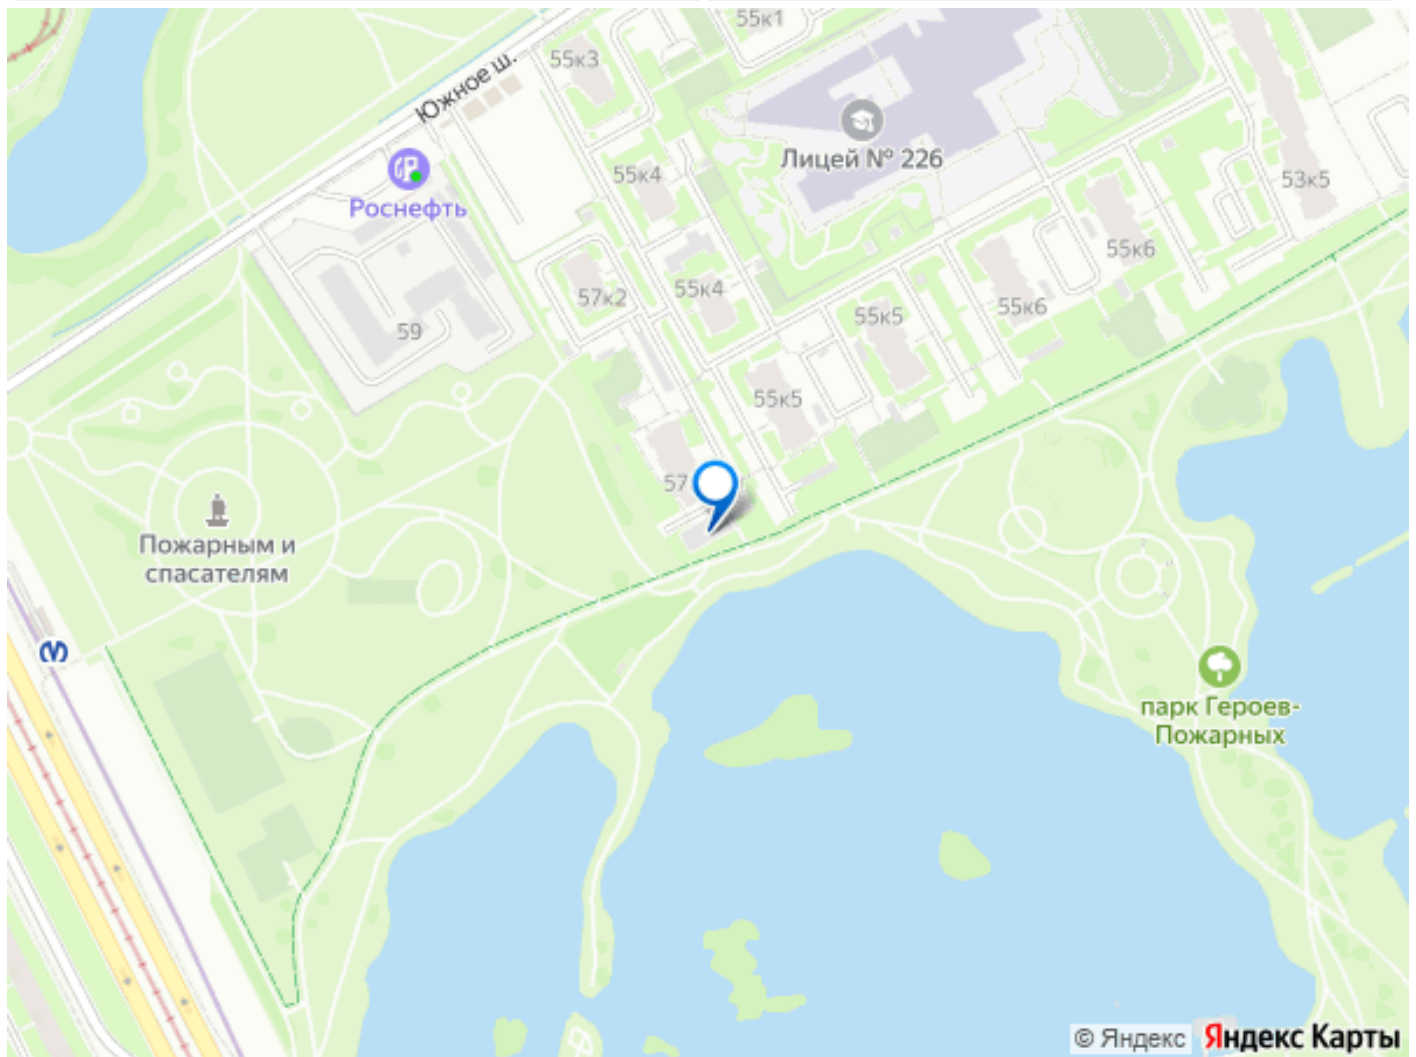 55к1
55к3
Южное ш.
Лицей № 226
55к4
53к5
Роснефть
55к6
57к2
55к4
55к6
55к5
59
55к5
57
Пожарным и
спасателям
парк Героев-
Пожарных
© Яндекс
Яндекс Карты